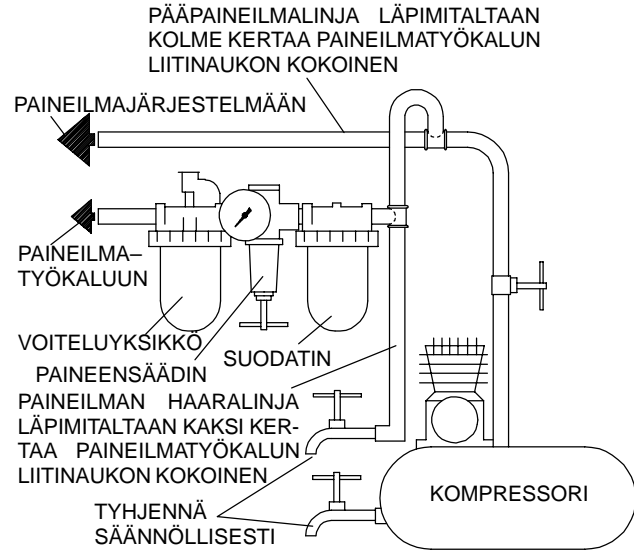 PÄÄPAINEILMALINJA LÄPIMITALTAAN
KOLME KERTAA PAINEILMATYÖKALUN
LIITINAUKON KOKOINEN
PAINEILMAJÄRJESTELMÄÄN
PAINEILMA–
TYÖKALUUN
VOITELUYKSIKKÖ
SUODATIN
PAINEENSÄÄDIN
PAINEILMAN HAARALINJA
LÄPIMITALTAAN KAKSI KER-
TAA PAINEILMATYÖKALUN
LIITINAUKON KOKOINEN
KOMPRESSORI
TYHJENNÄ
SÄÄNNÖLLISESTI